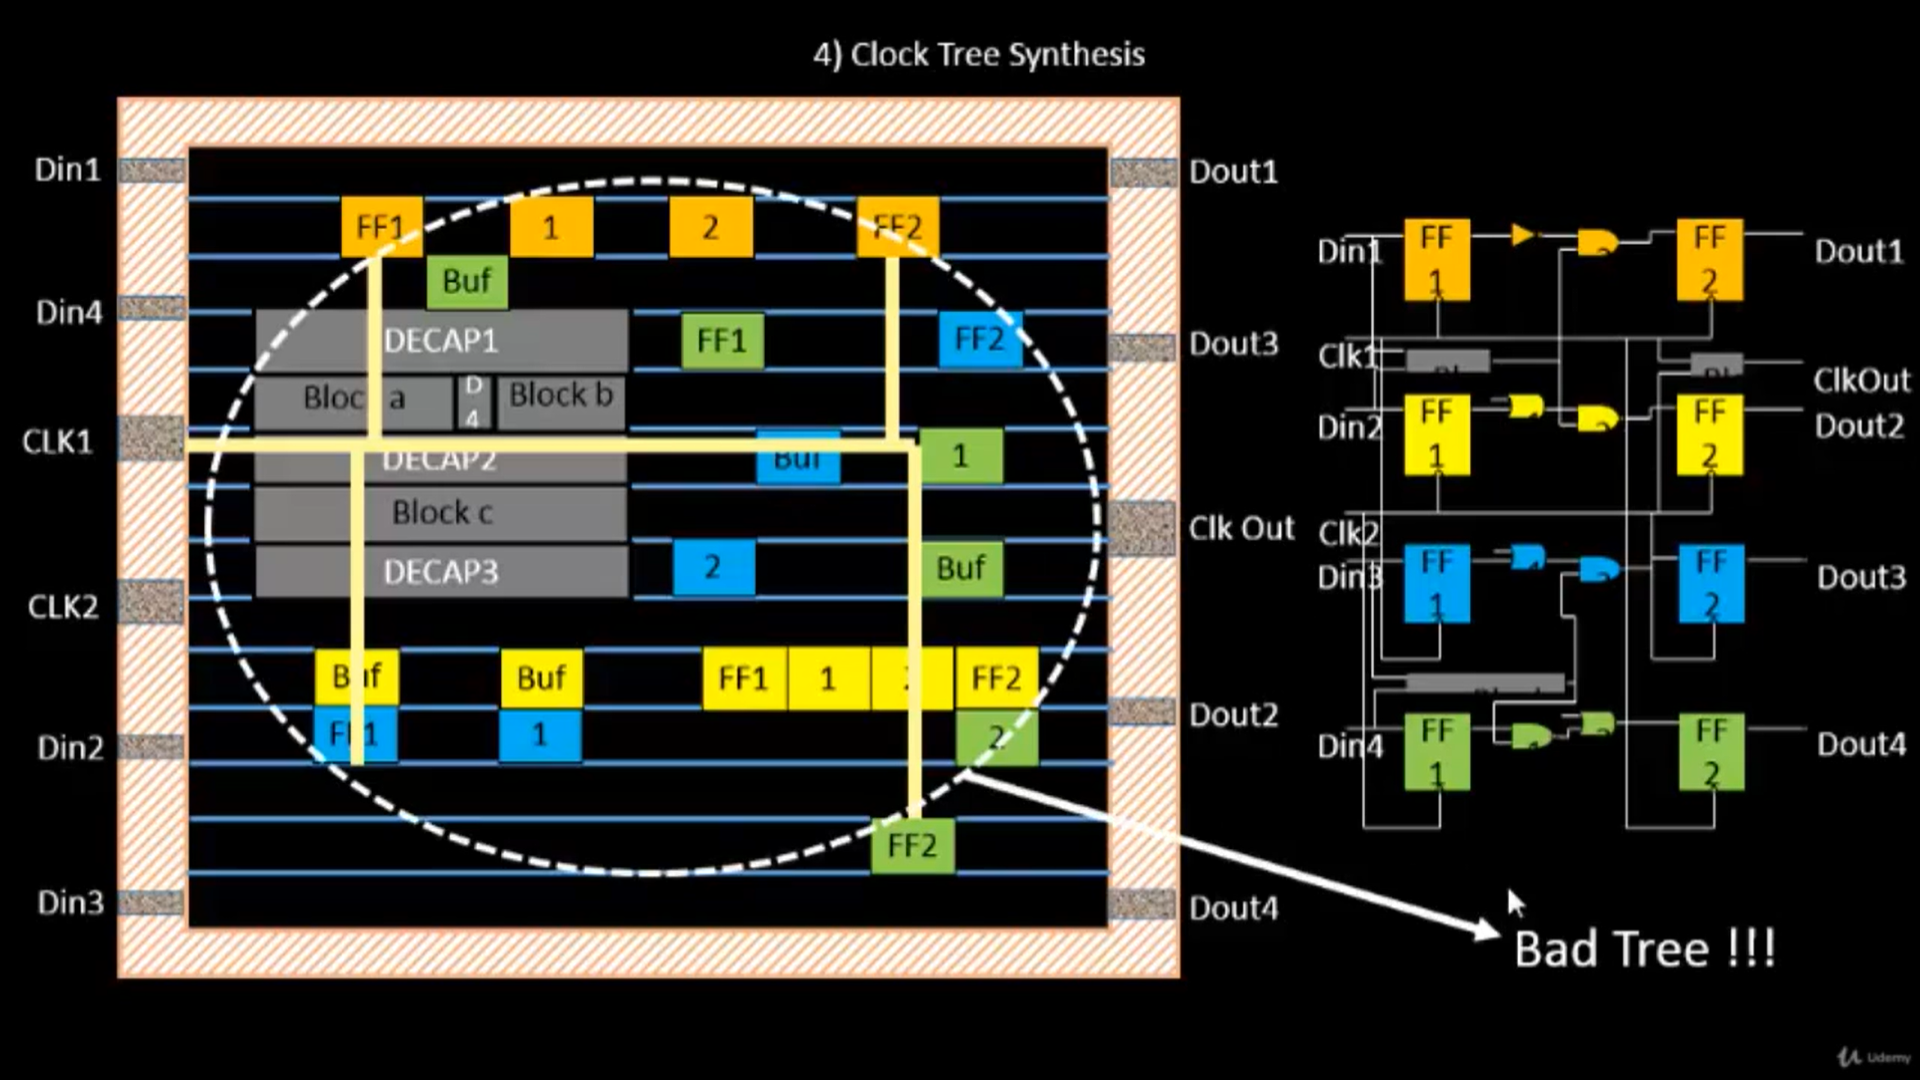 4) Clock Tree Synthesis
Din1
Din4
CLK1
CLK2
Din2
Din3
FF1
1
2
FF2
Buf
DECAP1
FF1
FF2
Bloc a
D
4
Block b
DECAP2
Buf
1
Block c
DECAP3
2
Buf
Buf
Buf
FF1
1
2
FF2
FF1
1
2
FF2
Dout1
Dout3
Clk Out
Dout2
Dout4
Din1
FF
1
2
FF
2
Dout1
Clk1
ClkOut
Din2
FF
1
2
FF
2
Dout2
Clk2
Din3
FF
1
FF
2
Dout3
Din4
FF
1
FF
2
Dout4
Bad Tree !!!
Udemy